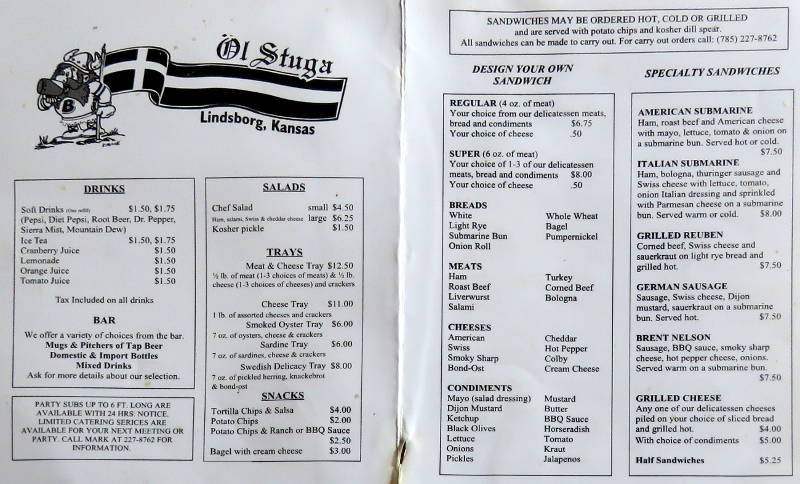 Öl Stuga
Lindsborg, Kansas
B
DRINKS
Soft Drinks (One refill) $1.50, $1.75
(Pepsi, Diet Pepsi, Root Beer, Dr. Pepper,
Sierra Mist, Mountain Dew)
Ice Tea $1.50, $1.75
Cranberry Juice $1.50
Lemonade $1.50
Orange Juice $1.50
Tomato Juice $1.50
Tax Included on all drinks
BAR
We offer a variety of choices from the bar.
Mugs & Pitchers of Tap Beer
Domestic & Import Bottles
Mixed Drinks
Ask for more details about our selection.
PARTY SUBS UP TO 6 FT. LONG ARE
AVAILABLE WITH 24 HRS. NOTICE.
LIMITED CATERING SERICES ARE
AVAILABLE FOR YOUR NEXT MEETING OR
PARTY. CALL MARK AT 227-8762 FOR
INFORMATION.
SALADS
Chef Salad small $4.50
Ham, salami, Swiss & cheddar cheese large $6.25
Kosher pickle $1.50
TRAYS
Meat & Cheese Tray $12.50
½ lb. of meat (1-3 choices of meats) & ½ lb.
cheese (1-3 choices of cheeses) and crackers
Cheese Tray $11.00
1 lb. of assorted cheeses and crackers
Smoked Oyster Tray $6.00
7 oz. of oysters, cheese & crackers
Sardine Tray $6.00
7 oz. of sardines, cheese & crackers
Swedish Delicacy Tray $8.00
7 oz. of pickled herring, knackebrot
& bond-ost
SNACKS
Tortilla Chips & Salsa $4.00
Potato Chips $2.00
Potato Chips & Ranch or BBQ Sauce
$2.50
Bagel with cream cheese $3.00
SANDWICHES MAY BE ORDERED HOT, COLD OR GRILLED
and are served with potato chips and kosher dill spear.
All sandwiches can be made to carry out. For carry out orders call: (785) 227-8762
DESIGN YOUR OWN
SANDWICH
REGULAR (4 oz. of meat)
Your choice from our delicatessen meats,
bread and condiments $6.75
Your choice of cheese .50
SUPER (6 oz. of meat)
Your choice of 1-3 of our delicatessen
meats, bread and condiments $8.00
Your choice of cheese .50
BREADS
White Whole Wheat
Light Rye Bagel
Submarine Bun Pumpernickel
Onion Roll
MEATS
Ham Turkey
Roast Beef Corned Beef
Liverwurst Bologna
Salami
CHEESES
American Cheddar
Swiss Hot Pepper
Smoky Sharp Colby
Bond-Ost Cream Cheese
CONDIMENTS
Mayo (salad dressing) Mustard
Dijon Mustard Butter
Ketchup BBQ Sauce
Black Olives Horseradish
Lettuce Tomato
Onions Kraut
Pickles Jalapenos
SPECIALTY SANDWICHES
AMERICAN SUBMARINE
Ham, roast beef and American cheese
with mayo, lettuce, tomato & onion on
a submarine bun. Served hot or cold.
$7.50
ITALIAN SUBMARINE
Ham, bologna, thuringer sausage and
Swiss cheese with lettuce, tomato,
onion Italian dressing and sprinkled
with Parmesan cheese on a submarine
bun. Served warm or cold. $8.00
GRILLED REUBEN
Corned beef, Swiss cheese and
sauerkraut on light rye bread and
grilled hot. $7.50
GERMAN SAUSAGE
Sausage, Swiss cheese, Dijon
mustard, sauerkraut on a submarine
bun. Served hot. $7.50
BRENT NELSON
Sausage, BBQ sauce, smoky sharp
cheese, hot pepper cheese, onions.
Served warm on a submarine bun.
$7.50
GRILLED CHEESE
Any one of our delicatessen cheeses
piled on your choice of sliced bread
and grilled hot. $4.00
With choice of condiments $5.00
Half Sandwiches $5.25